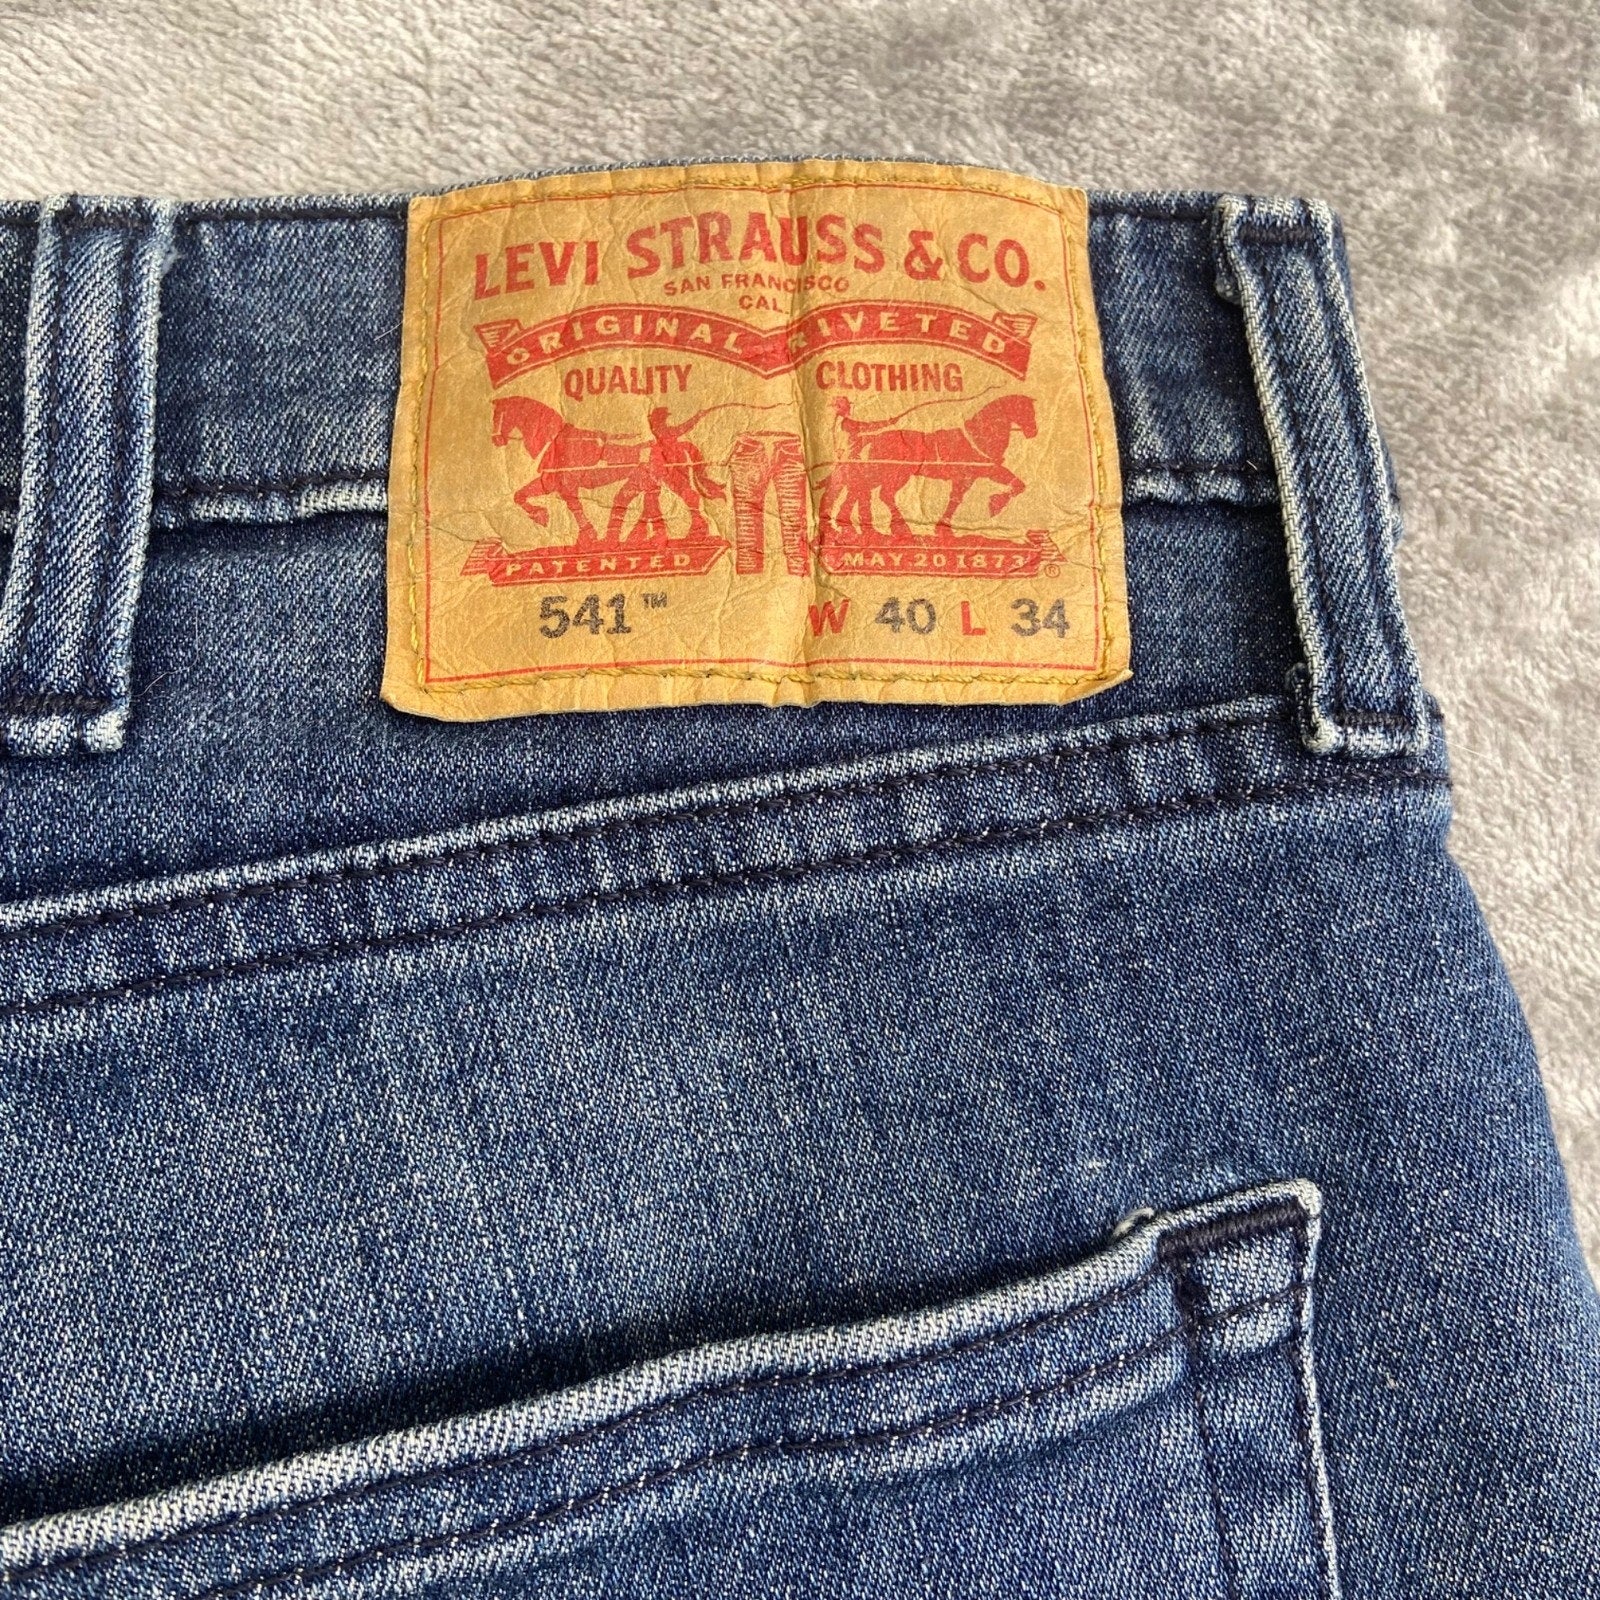 LEVI STRAUSS & CO.
SAN FRANCISCO
CAL.
ORIGINAL RIVETED
QUALITY CLOTHING
PATENTED MAY 20 1873 ®
541™ W 40 L 34